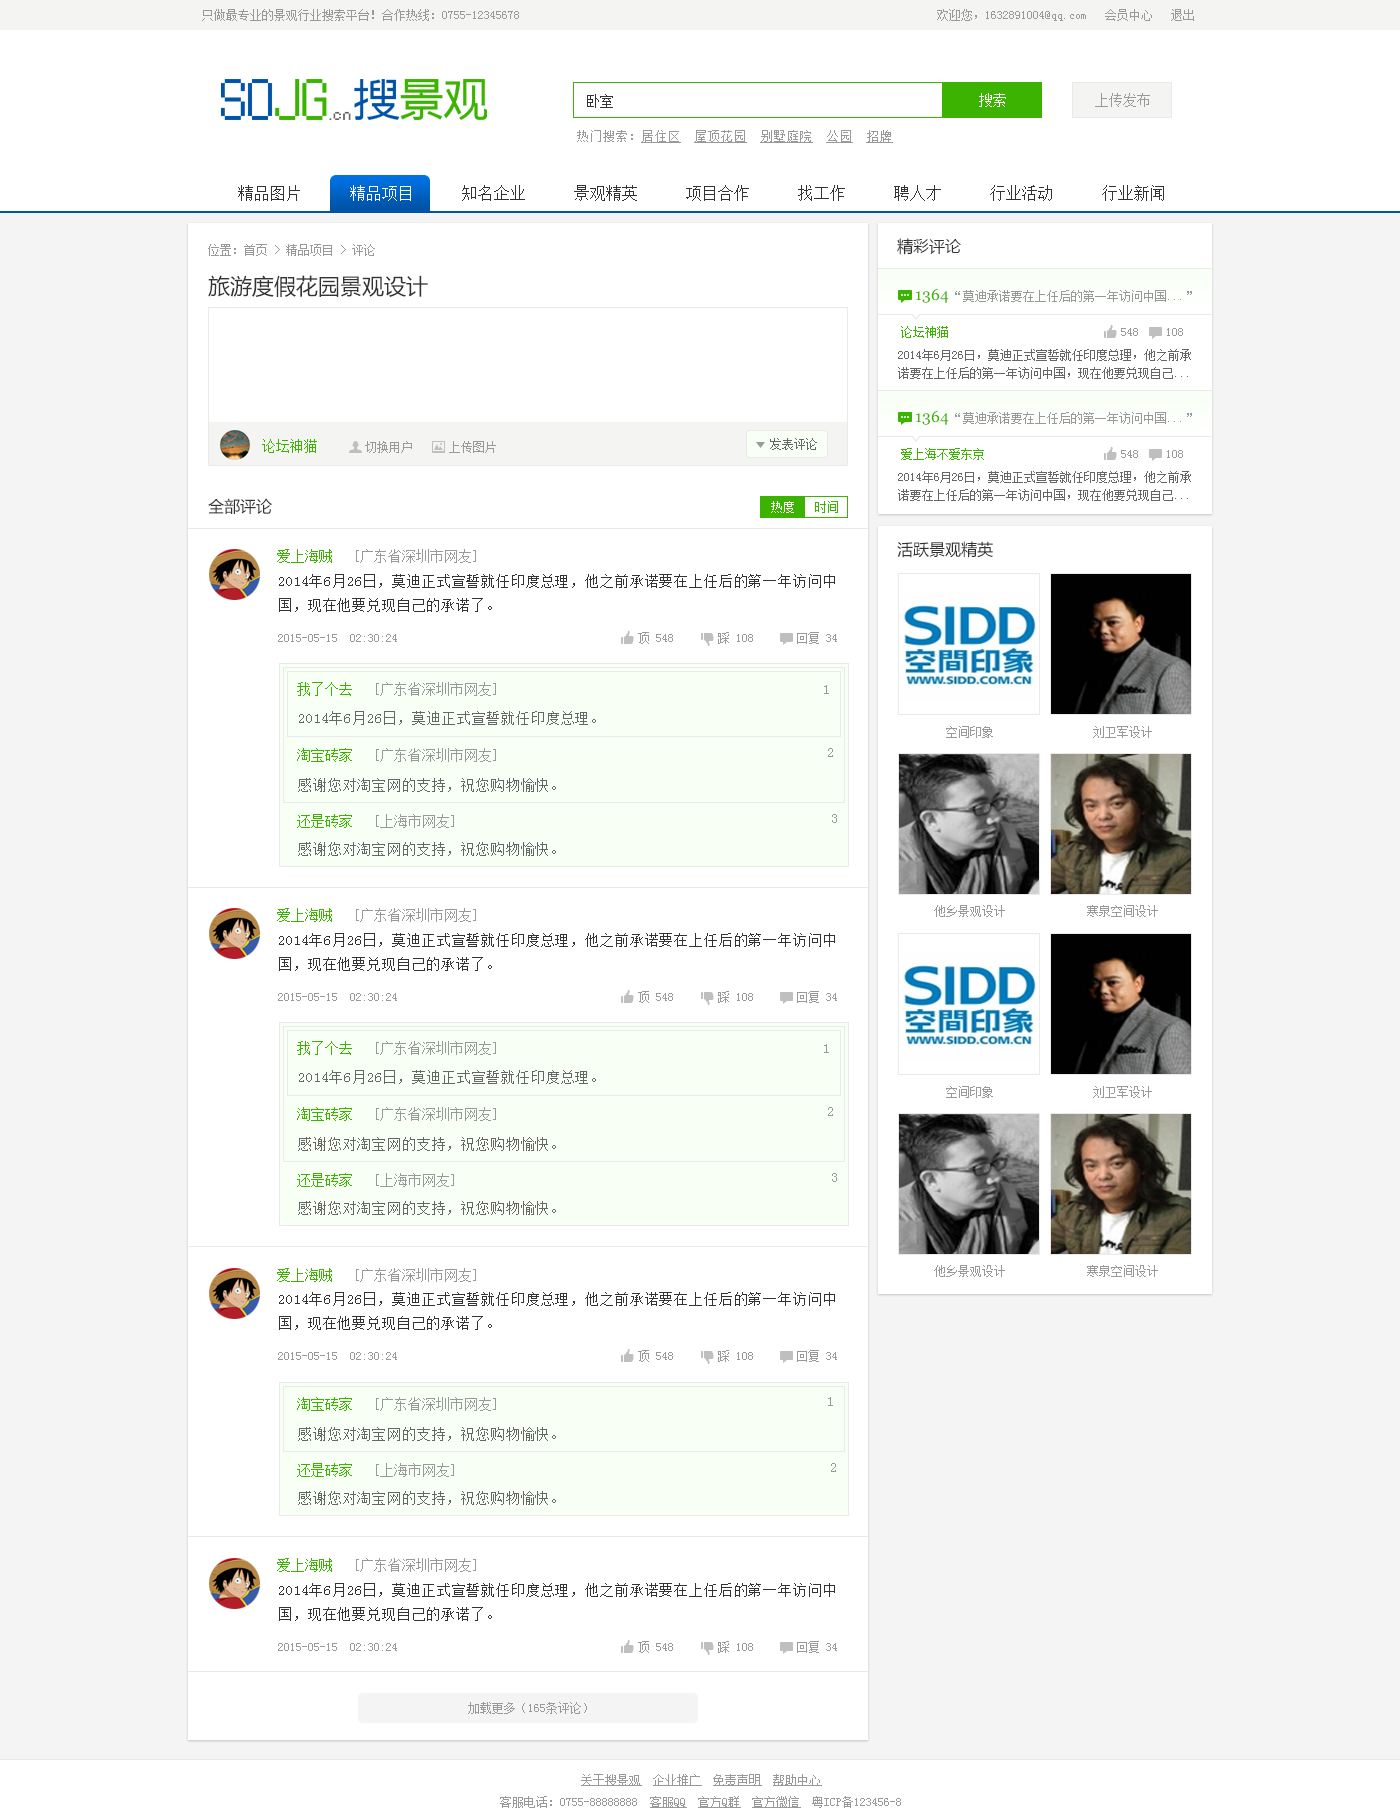 只做最专业的景观行业搜索平台！合作热线：0755-12345678
欢迎您，1632891004@qq.com 会员中心 退出
SOJG.cn搜景观
卧室 搜索 上传发布
热门搜索：居住区 屋顶花园 别墅庭院 公园 招牌
精品图片 精品项目 知名企业 景观精英 项目合作 找工作 聘人才 行业活动 行业新闻
位置：首页 > 精品项目 > 评论
旅游度假花园景观设计
论坛神猫 切换用户 上传图片 发表评论
全部评论 热度 时间
爱上海贼 [广东省深圳市网友]
2014年6月26日，莫迪正式宣誓就任印度总理，他之前承诺要在上任后的第一年访问中
国，现在他要兑现自己的承诺了。
2015-05-15 02:30:24 顶 548 踩 108 回复 34
我了个去 [广东省深圳市网友] 1
2014年6月26日，莫迪正式宣誓就任印度总理。
淘宝砖家 [广东省深圳市网友] 2
感谢您对淘宝网的支持，祝您购物愉快。
还是砖家 [上海市网友] 3
感谢您对淘宝网的支持，祝您购物愉快。
爱上海贼 [广东省深圳市网友]
2014年6月26日，莫迪正式宣誓就任印度总理，他之前承诺要在上任后的第一年访问中
国，现在他要兑现自己的承诺了。
2015-05-15 02:30:24 顶 548 踩 108 回复 34
我了个去 [广东省深圳市网友] 1
2014年6月26日，莫迪正式宣誓就任印度总理。
淘宝砖家 [广东省深圳市网友] 2
感谢您对淘宝网的支持，祝您购物愉快。
还是砖家 [上海市网友] 3
感谢您对淘宝网的支持，祝您购物愉快。
爱上海贼 [广东省深圳市网友]
2014年6月26日，莫迪正式宣誓就任印度总理，他之前承诺要在上任后的第一年访问中
国，现在他要兑现自己的承诺了。
2015-05-15 02:30:24 顶 548 踩 108 回复 34
淘宝砖家 [广东省深圳市网友] 1
感谢您对淘宝网的支持，祝您购物愉快。
还是砖家 [上海市网友] 2
感谢您对淘宝网的支持，祝您购物愉快。
爱上海贼 [广东省深圳市网友]
2014年6月26日，莫迪正式宣誓就任印度总理，他之前承诺要在上任后的第一年访问中
国，现在他要兑现自己的承诺了。
2015-05-15 02:30:24 顶 548 踩 108 回复 34
加载更多（165条评论）
精彩评论
1364 “莫迪承诺要在上任后的第一年访问中国...”
论坛神猫 548 108
2014年6月26日，莫迪正式宣誓就任印度总理，他之前承
诺要在上任后的第一年访问中国，现在他要兑现自己...
1364 “莫迪承诺要在上任后的第一年访问中国...”
爱上海不爱东京 548 108
2014年6月26日，莫迪正式宣誓就任印度总理，他之前承
诺要在上任后的第一年访问中国，现在他要兑现自己...
活跃景观精英
SIDD
空間印象
WWW.SIDD.COM.CN
空间印象 刘卫军设计
他乡景观设计 寒泉空间设计
SIDD
空間印象
WWW.SIDD.COM.CN
空间印象 刘卫军设计
他乡景观设计 寒泉空间设计
关于搜景观 企业推广 免责声明 帮助中心
客服电话：0755-88888888 客服QQ 官方Q群 官方微信 粤ICP备123456-8